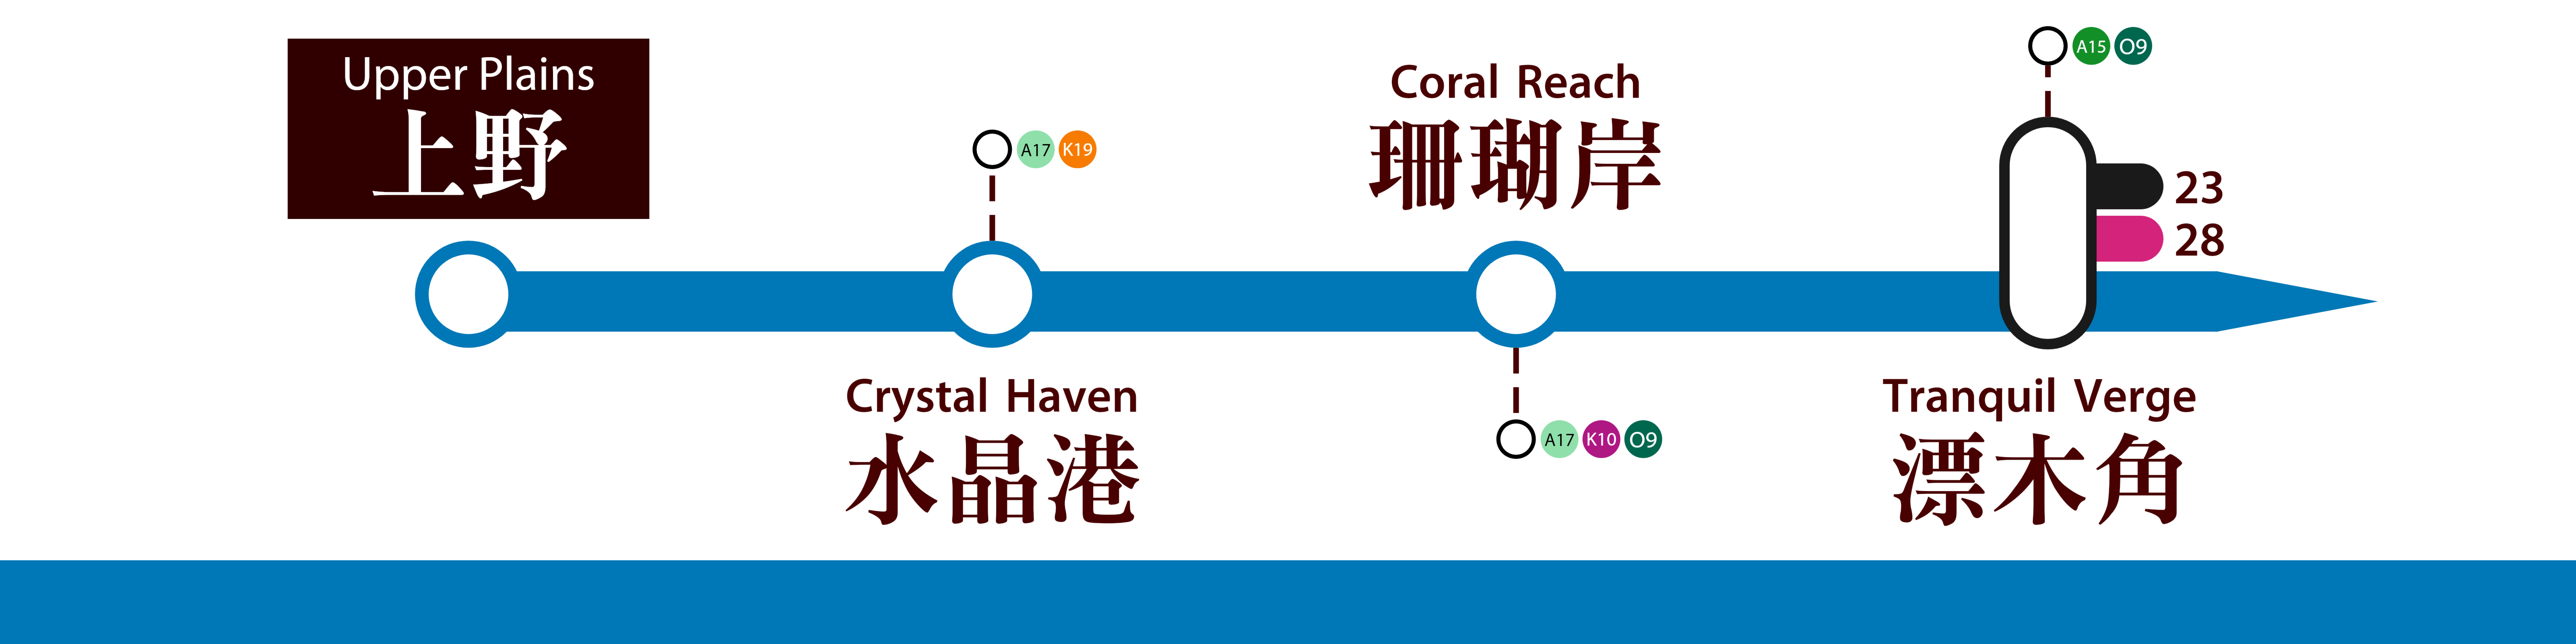 Upper Plains
上野
A17 K19
Crystal Haven
水晶港
Coral Reach
珊瑚岸
A17 K10 O9
A15 O9
23
28
Tranquil Verge
漂木角